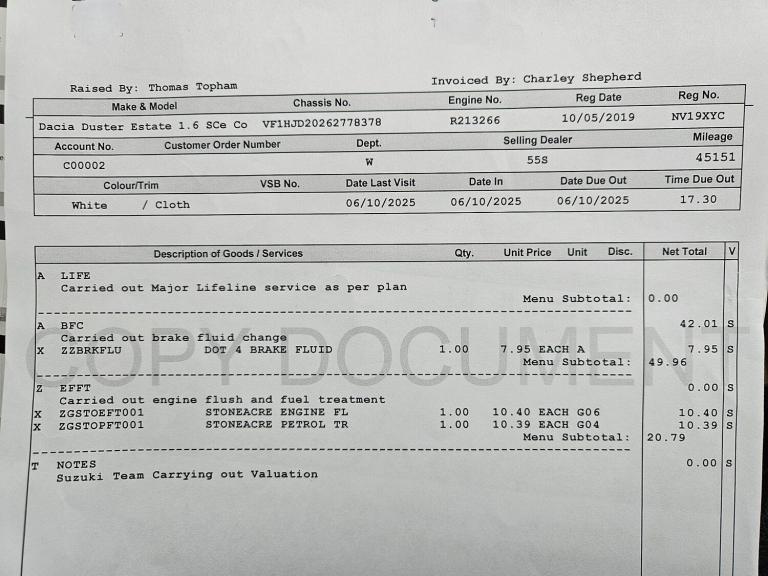 Raised By: Thomas Topham Invoiced By: Charley Shepherd
Make & Model Chassis No. Engine No. Reg Date Reg No.
Dacia Duster Estate 1.6 SCe Co VF1HJD20262778378 R213266 10/05/2019 NV19XYC
Account No. Customer Order Number Dept. Selling Dealer Mileage
C00002 W 55S 45151
Colour/Trim VSB No. Date Last Visit Date In Date Due Out Time Due Out
White / Cloth 06/10/2025 06/10/2025 06/10/2025 17.30
Description of Goods / Services Qty. Unit Price Unit Disc. Net Total V
A LIFE
Carried out Major Lifeline service as per plan
Menu Subtotal: 0.00
A BFC 42.01 S
Carried out brake fluid change
X ZZBRKFLU DOT 4 BRAKE FLUID 1.00 7.95 EACH A 7.95 S
Menu Subtotal: 49.96
COPY DOCUMENT
Z EFFT 0.00 S
Carried out engine flush and fuel treatment
X ZGSTOEFT001 STONEACRE ENGINE FL 1.00 10.40 EACH G06 10.40 S
X ZGSTOPFT001 STONEACRE PETROL TR 1.00 10.39 EACH G04 10.39 S
Menu Subtotal: 20.79
T NOTES 0.00 S
Suzuki Team Carrying out Valuation